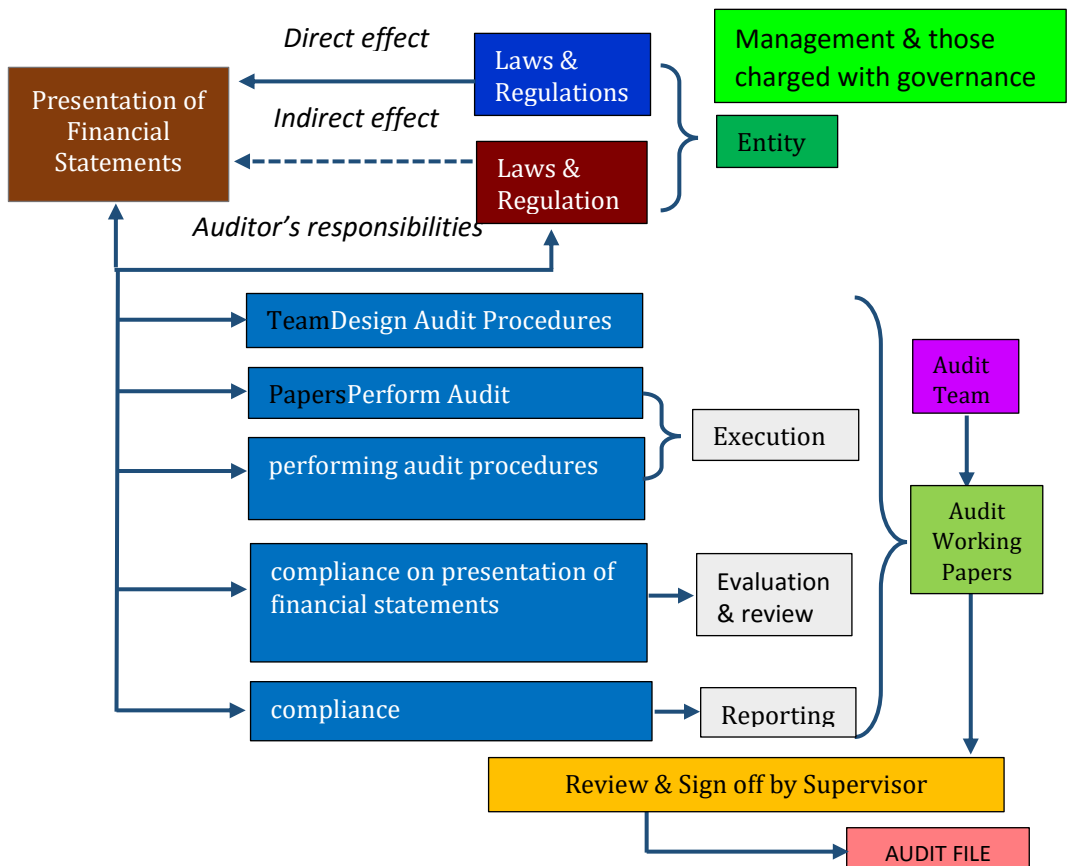 Direct effect
Laws &
Regulations
Management & those
charged with governance
Presentation of
Financial
Statements
Indirect effect
Entity
Laws &
Regulation
Auditor's responsibilities
TeamDesign Audit Procedures
PapersPerform Audit
Audit
Team
Execution
performing audit procedures
Audit
Working
Papers
compliance on presentation of
financial statements
Evaluation
& review
compliance
Reporting
Review & Sign off by Supervisor
AUDIT FILE